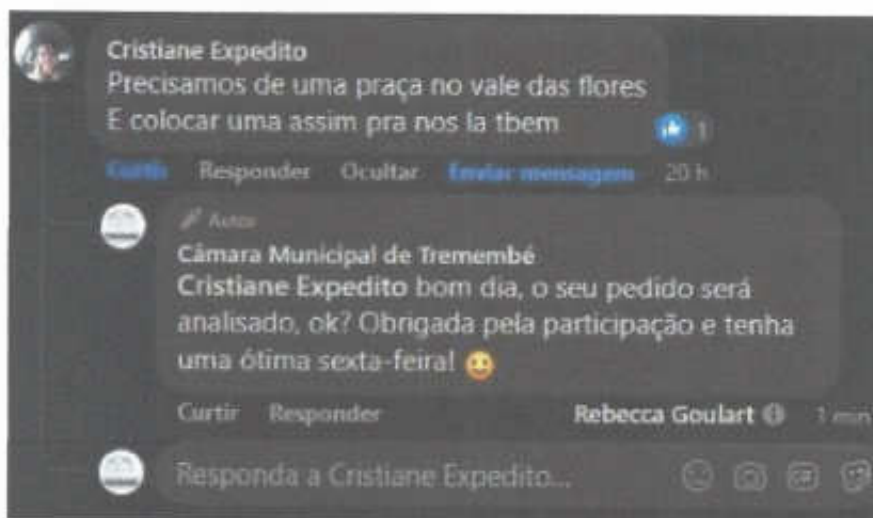 Cristiane Expedito
Precisamos de uma praça no vale das flores
E colocar uma assim pra nos la tbem 1
Curtir Responder Ocultar Enviar mensagem 20 h
Autor
Câmara Municipal de Tremembé
Cristiane Expedito bom dia, o seu pedido será
analisado, ok? Obrigada pela participação e tenha
uma ótima sexta-feira! 😊
Curtir Responder Rebecca Goulart 1 min
Responda a Cristiane Expedito... GIF